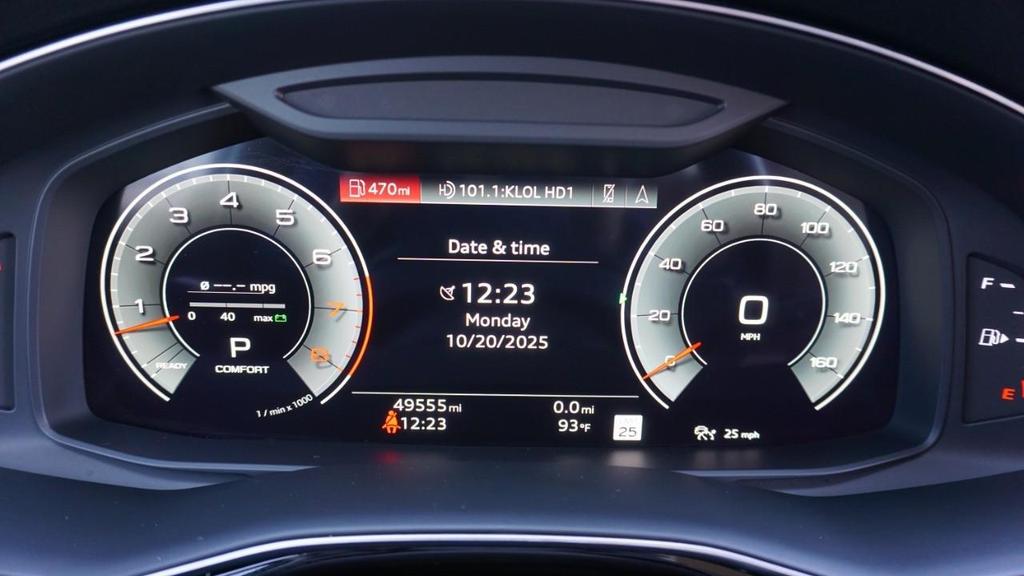 470mi
101.1:KLOL HD1
Date & time
12:23
Monday
10/20/2025
49555mi
12:23
0.0mi
93°F
25
1
2
3
4
5
6
7
8
Ø ---.- mpg
0 40 max
P
COMFORT
READY
1 / min x 1000
0
20
40
60
80
100
120
140
160
0
MPH
25 mph
F
E